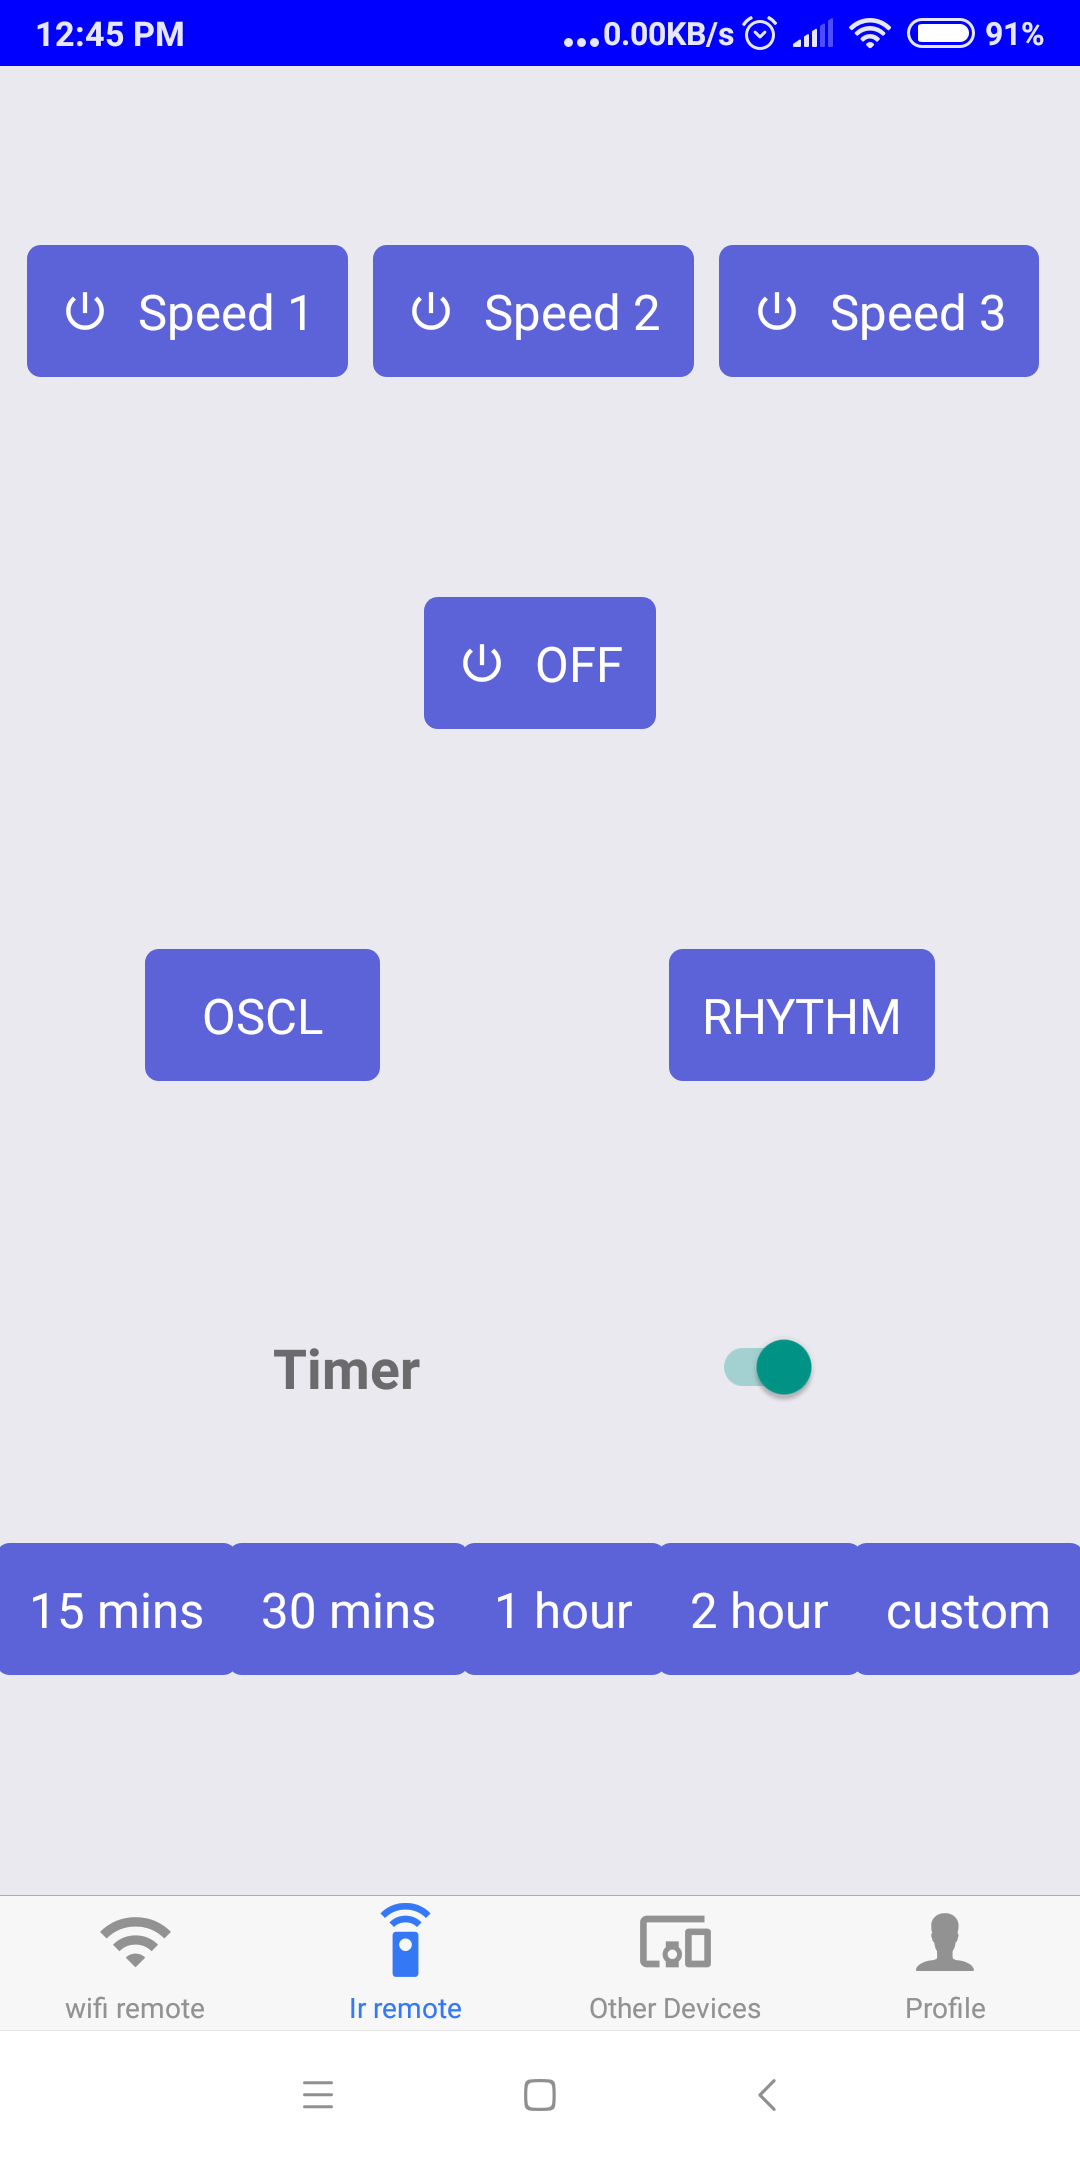 12:45 PM ...0.00KB/s 91%
Speed 1 Speed 2 Speed 3
OFF
OSCL RHYTHM
Timer
15 mins 30 mins 1 hour 2 hour custom
wifi remote Ir remote Other Devices Profile